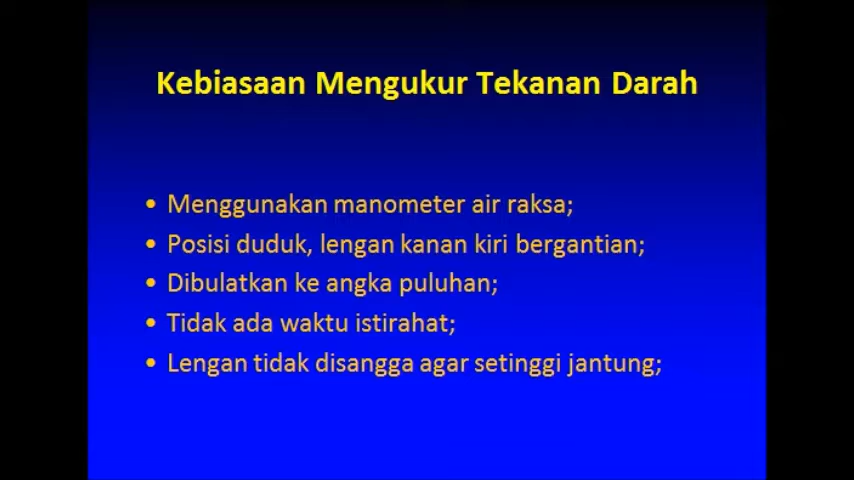 Kebiasaan Mengukur Tekanan Darah
• Menggunakan manometer air raksa;
• Posisi duduk, lengan kanan kiri bergantian;
• Dibulatkan ke angka puluhan;
• Tidak ada waktu istirahat;
• Lengan tidak disangga agar setinggi jantung;